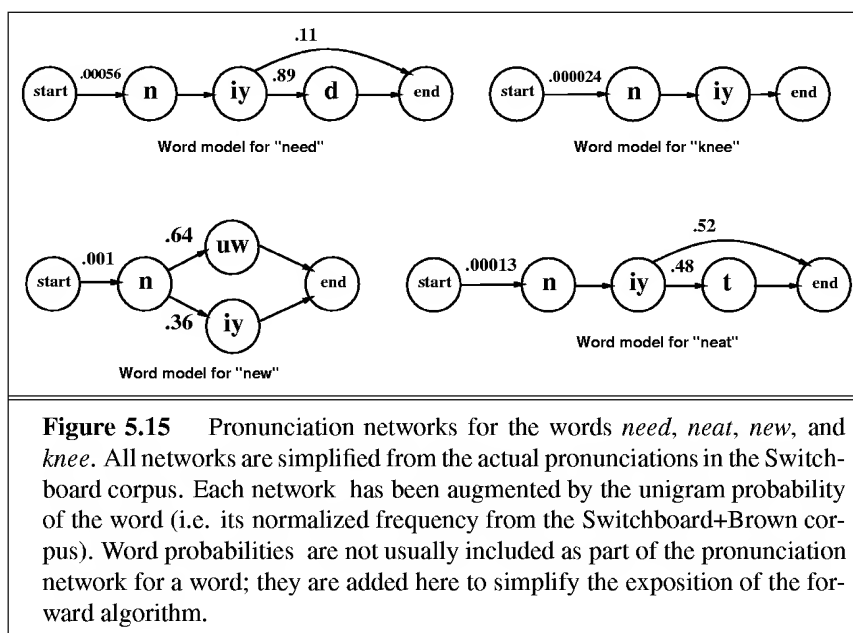 .11
.00056
.89
start
n
iy
d
end
Word model for "need"
.000024
start
n
iy
end
Word model for "knee"
.64
uw
.001
start
n
end
.36
iy
Word model for "new"
.52
.00013
.48
start
n
iy
t
end
Word model for "neat"
Figure 5.15 Pronunciation networks for the words need, neat, new, and
knee. All networks are simplified from the actual pronunciations in the Switch-
board corpus. Each network has been augmented by the unigram probability
of the word (i.e. its normalized frequency from the Switchboard+Brown cor-
pus). Word probabilities are not usually included as part of the pronunciation
network for a word; they are added here to simplify the exposition of the for-
ward algorithm.